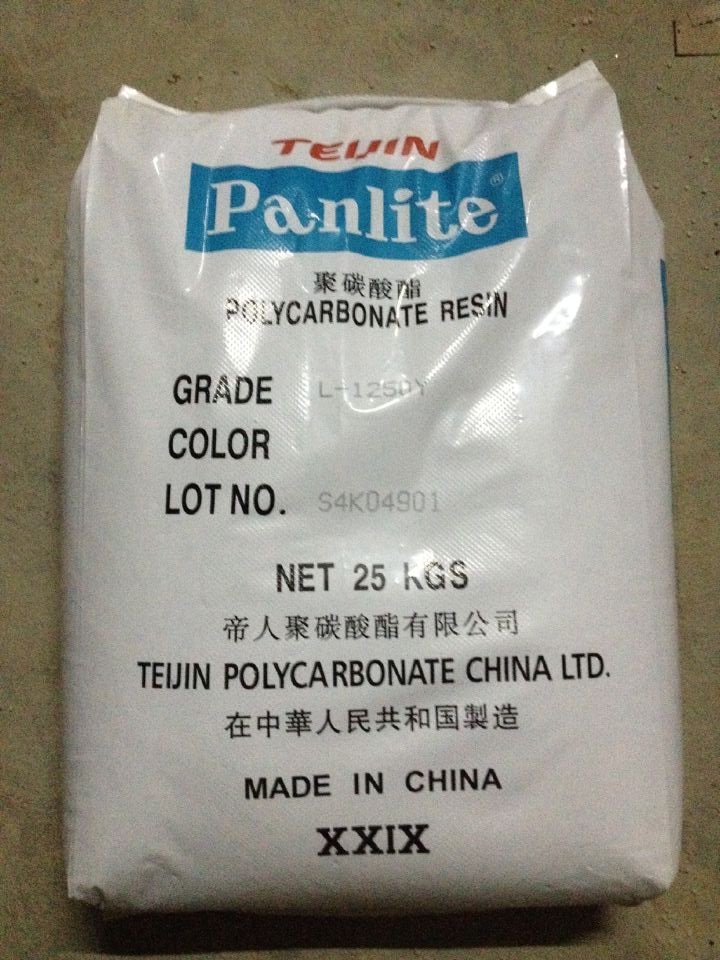 TEIJIN
Panlite®
聚碳酸酯
POLYCARBONATE RESIN
GRADE L-1250Y
COLOR
LOT NO. S4K04901
NET 25 KGS
帝人聚碳酸酯有限公司
TEIJIN POLYCARBONATE CHINA LTD.
在中華人民共和国製造
MADE IN CHINA
XXIX